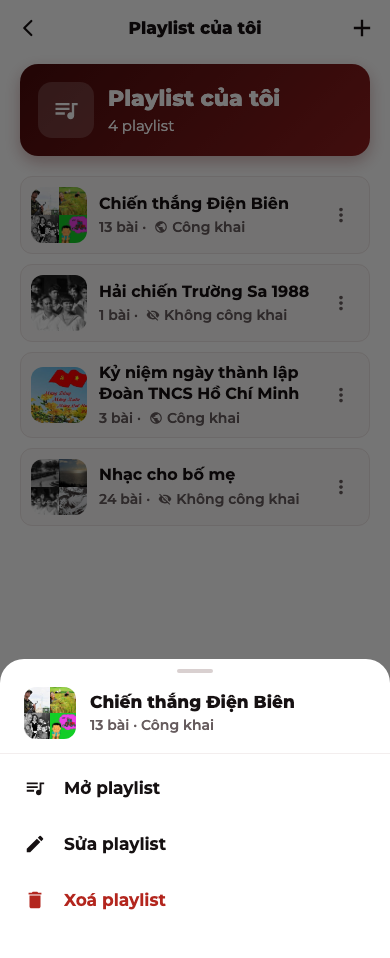 Playlist của tôi
Playlist của tôi
4 playlist
Chiến thắng Điện Biên
13 bài · Công khai
Hải chiến Trường Sa 1988
1 bài · Không công khai
Kỷ niệm ngày thành lập
Đoàn TNCS Hồ Chí Minh
3 bài · Công khai
Nhạc cho bố mẹ
24 bài · Không công khai
Chiến thắng Điện Biên
13 bài · Công khai
Mở playlist
Sửa playlist
Xoá playlist